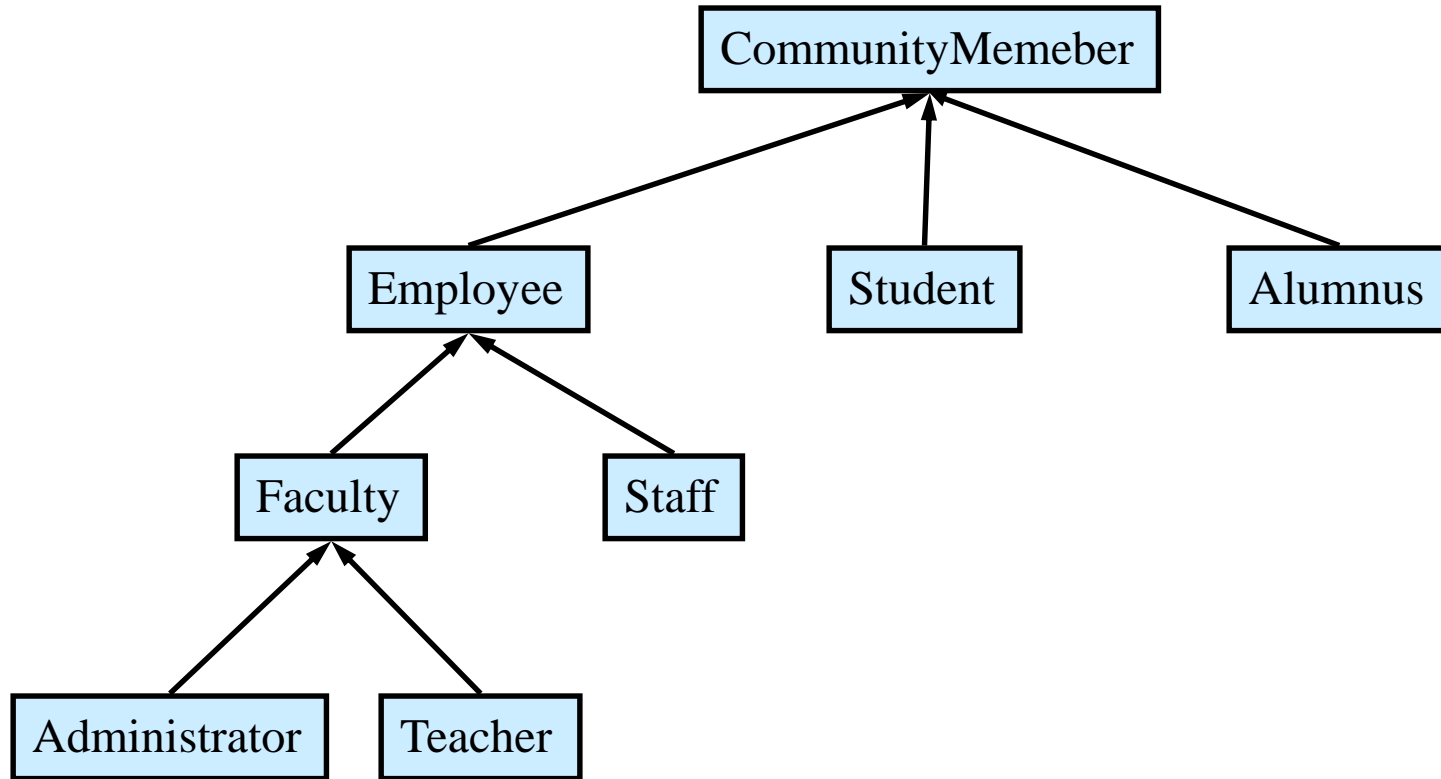 CommunityMemeber
Employee
Student
Alumnus
Faculty
Staff
Administrator
Teacher